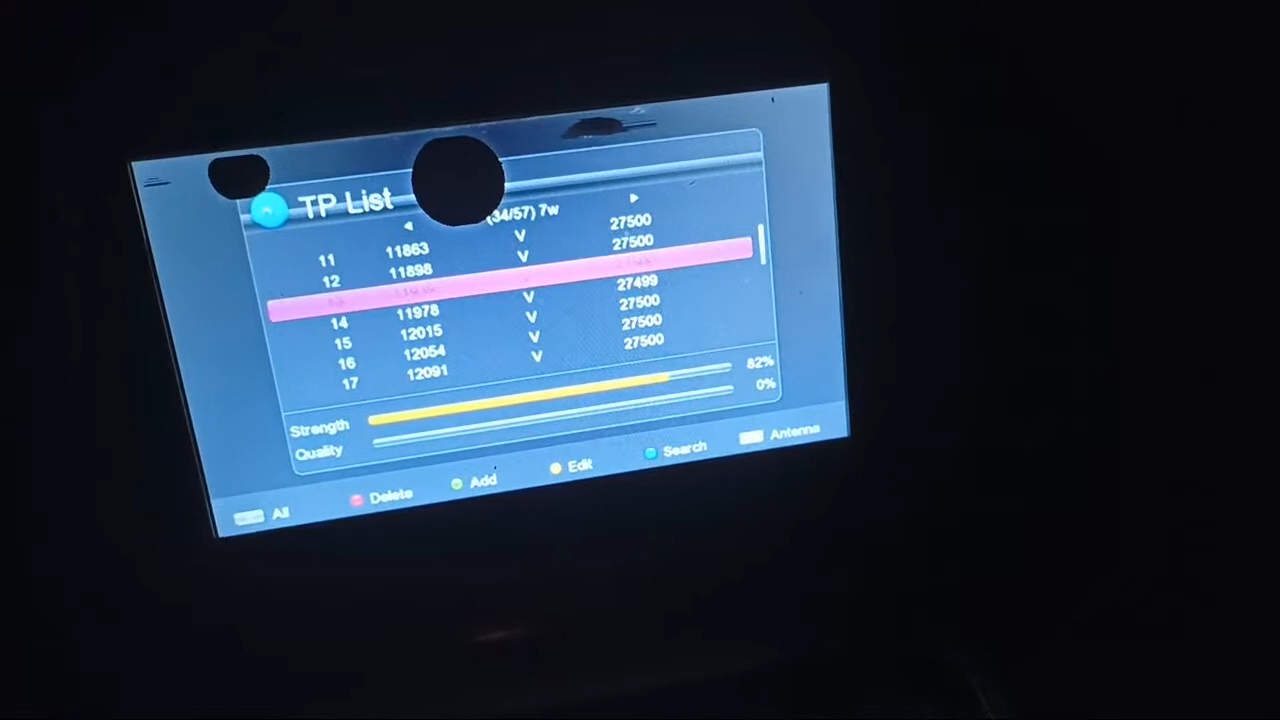 TP List
(34/57) 7w
11 11863 V 27500
12 11898 V 27500
14 11978 V 27499
15 12015 V 27500
16 12054 V 27500
17 12091 V 27500
Strength 82%
Quality 0%
All Delete Add Edit Search Antenna